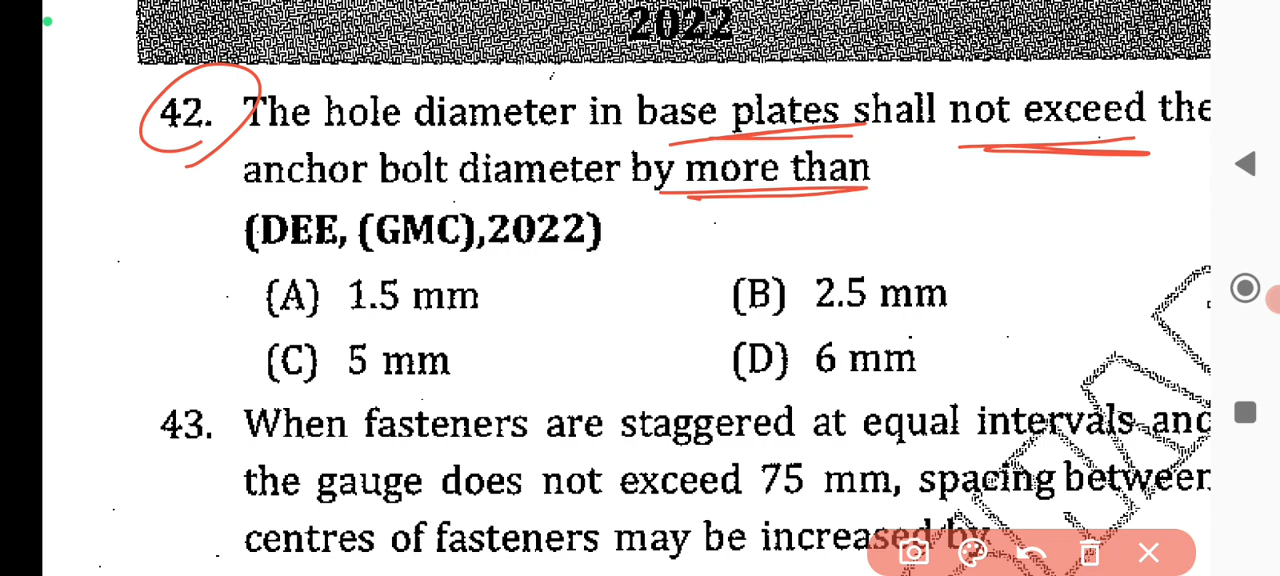 2022
42. The hole diameter in base plates shall not exceed the
anchor bolt diameter by more than
(DEE, (GMC),2022)
(A) 1.5 mm (B) 2.5 mm
(C) 5 mm (D) 6 mm
43. When fasteners are staggered at equal intervals and
the gauge does not exceed 75 mm, spacing between
centres of fasteners may be increased by